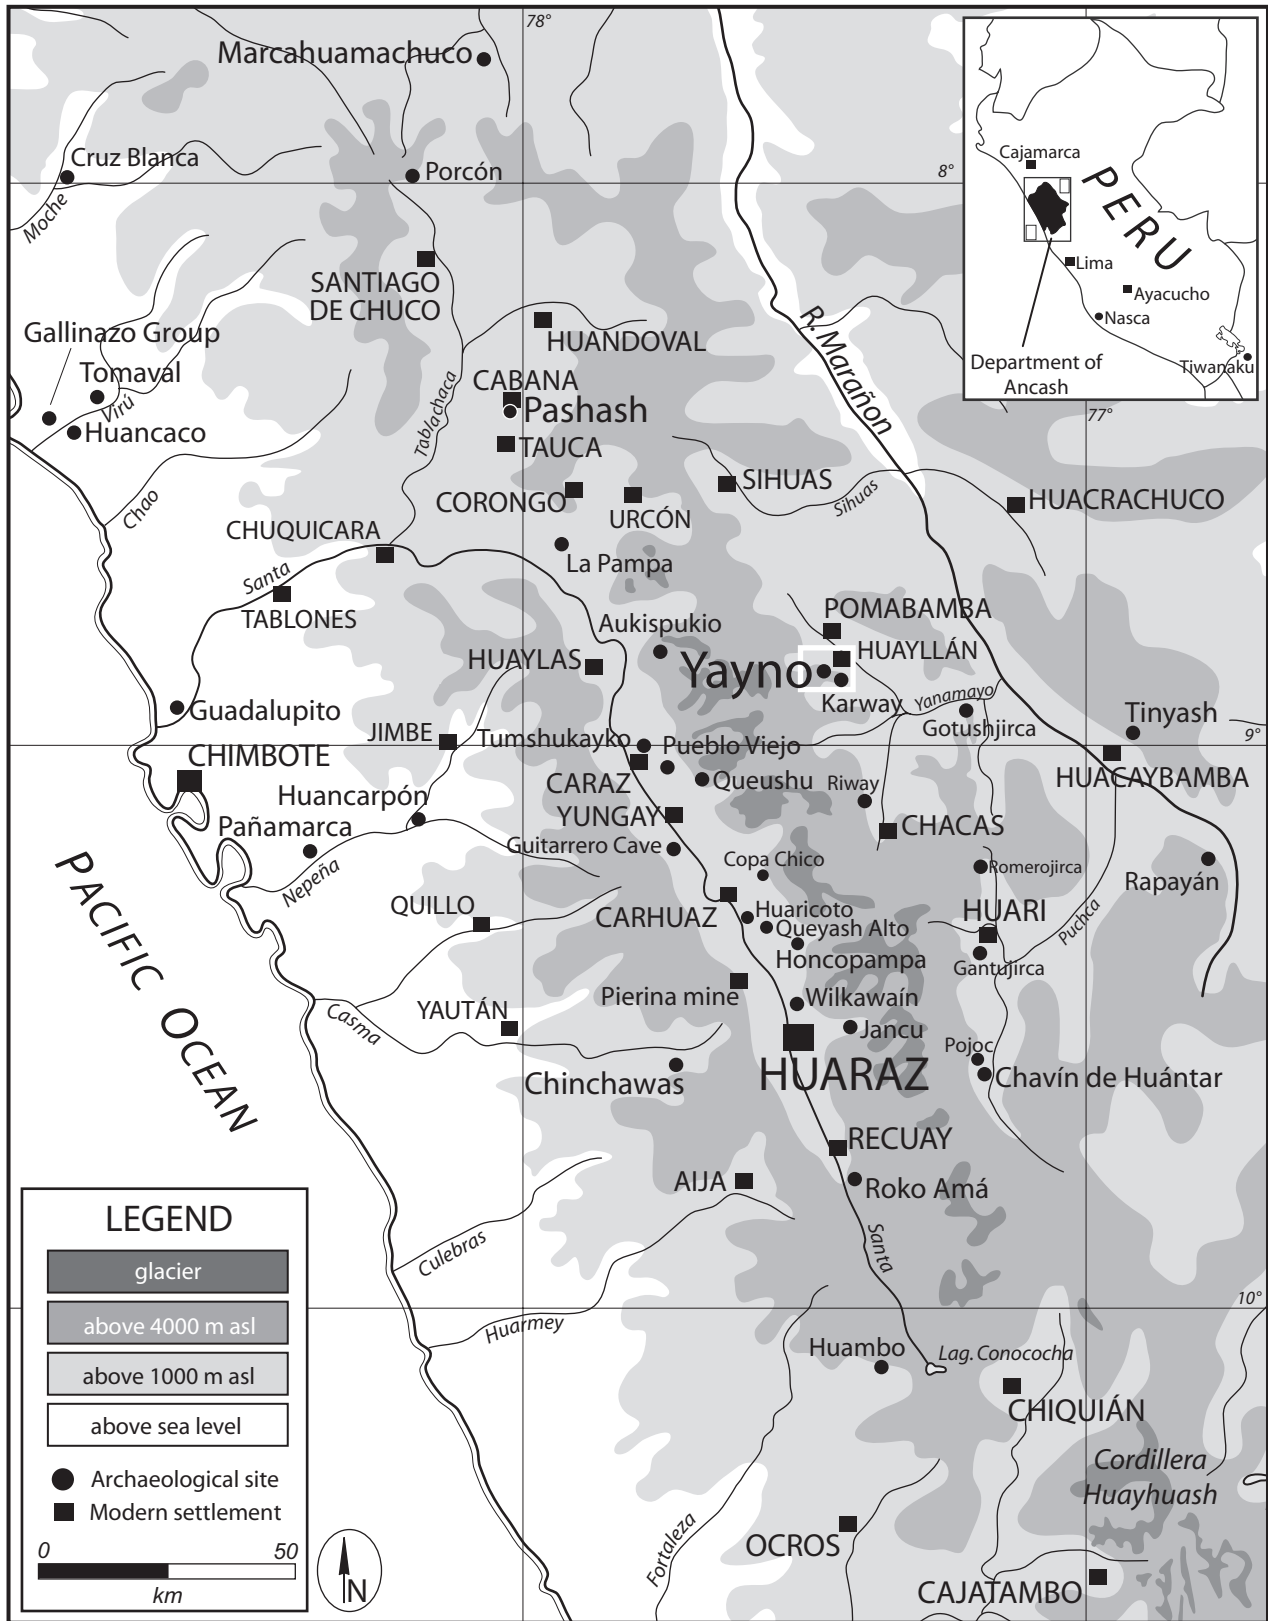 78°
Marcahuamachuco
Cruz Blanca
Porcón
8°
Moche
SANTIAGO
DE CHUCO
Gallinazo Group
HUANDOVAL
R. Marañon
Tomaval
CABANA
Virú
Pashash
Huancaco
Tablachaca
TAUCA
77°
SIHUAS
CORONGO
Sihuas
HUACRACHUCO
URCÓN
Chao
CHUQUICARA
La Pampa
Santa
TABLONES
POMABAMBA
Aukispukio
HUAYLLÁN
HUAYLAS
Yayno
Karway
Yanamayo
Guadalupito
Gotushjirca
Tinyash
JIMBE
Tumshukayko
Pueblo Viejo
9°
CHIMBOTE
HUACAYBAMBA
CARAZ
Queushu
Riway
Huancarpón
YUNGAY
CHACAS
Pañamarca
Guitarrero Cave
Copa Chico
Romerojirca
Rapayán
Nepeña
QUILLO
CARHUAZ
Huaricoto
HUARI
Puchca
Queyash Alto
Honcopampa
Gantujirca
PACIFIC OCEAN
Pierina mine
Wilkawaín
Casma
YAUTÁN
Jancu
Pojoc
HUARAZ
Chinchawas
Chavín de Huántar
RECUAY
AIJA
Roko Amá
Santa
Culebras
Huarmey
10°
Huambo
Lag. Conococha
CHIQUIÁN
Cordillera
Huayhuash
Fortaleza
OCROS
CAJATAMBO
Cajamarca
PERU
Lima
Ayacucho
Nasca
Department of
Ancash
Tiwanaku
LEGEND
glacier
above 4000 m asl
above 1000 m asl
above sea level
Archaeological site
Modern settlement
0 50
km
N